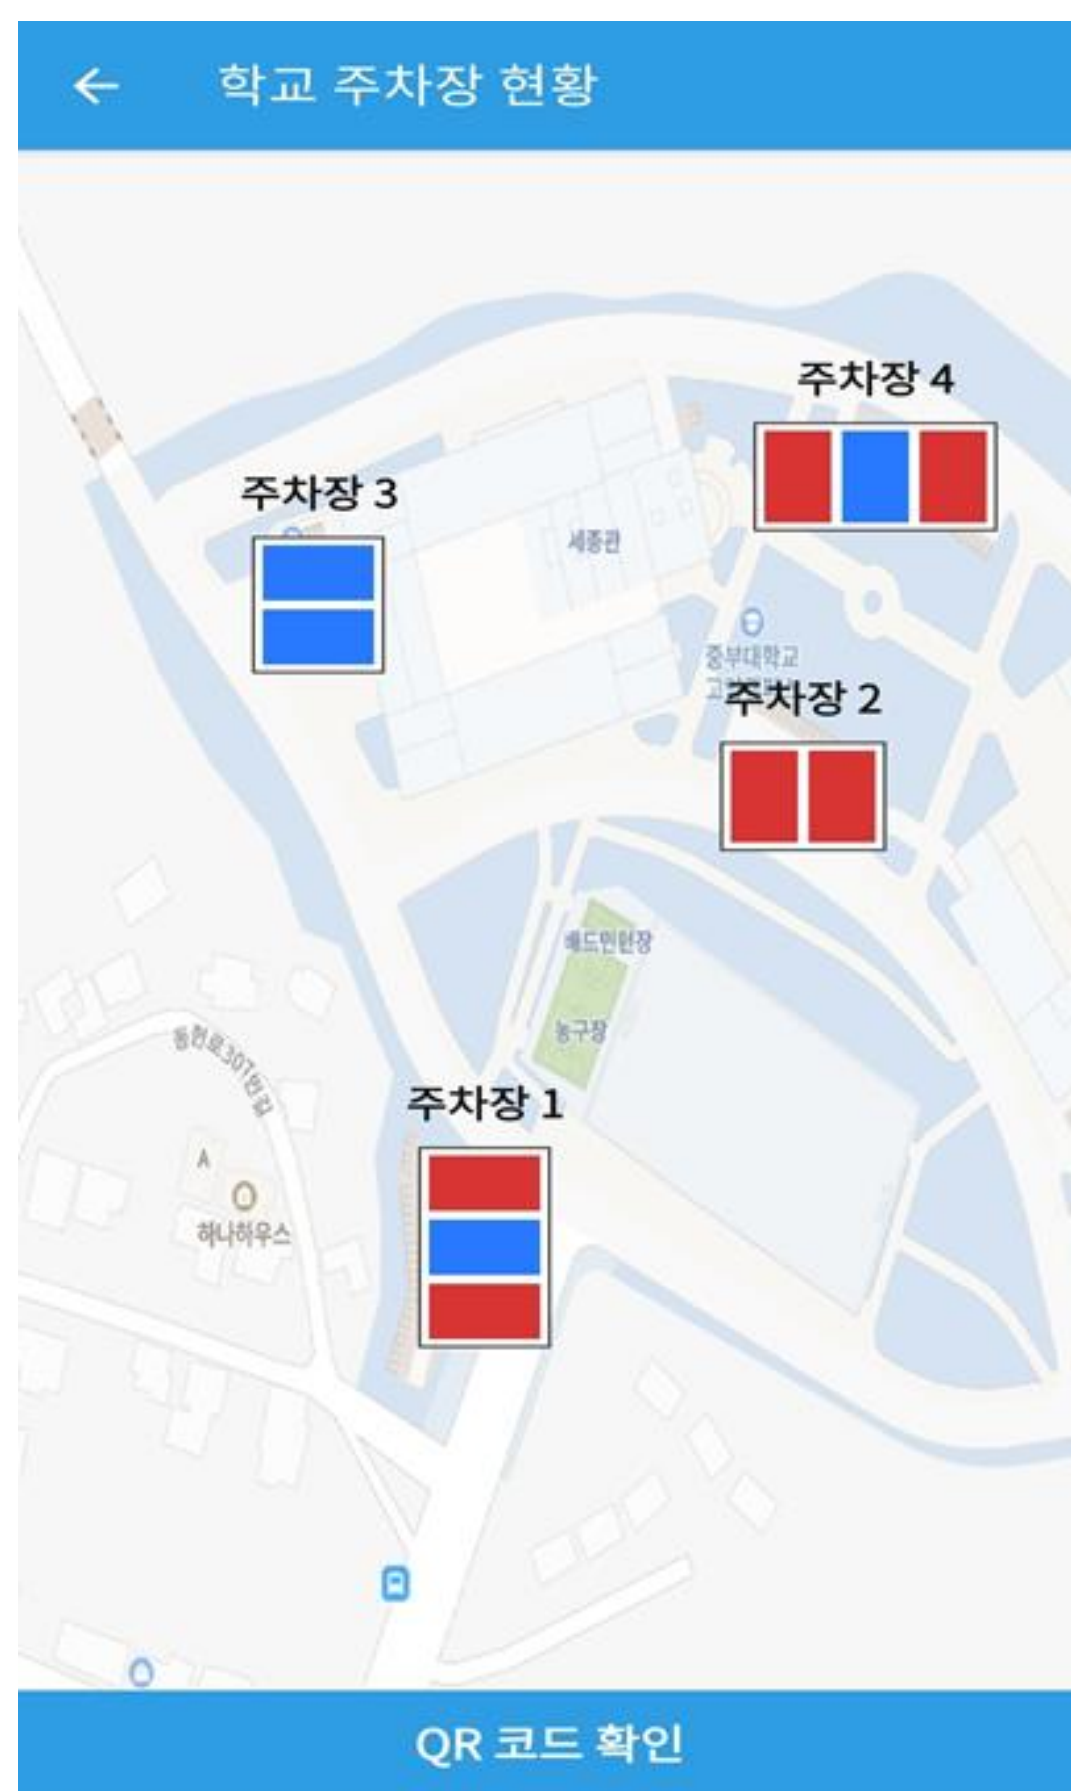 학교 주차장 현황
주차장 4
주차장 3
세종관
중부대학교
주차장 2
배드민턴장
농구장
동헌로307번길
주차장 1
A
하나하우스
QR 코드 확인